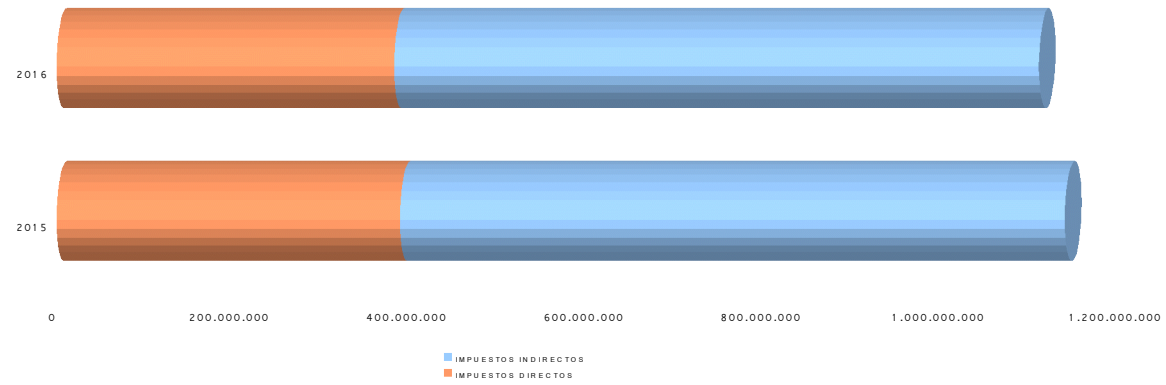 2016
2015
0 200.000.000 400.000.000 600.000.000 800.000.000 1.000.000.000 1.200.000.000
IMPUESTOS INDIRECTOS
IMPUESTOS DIRECTOS